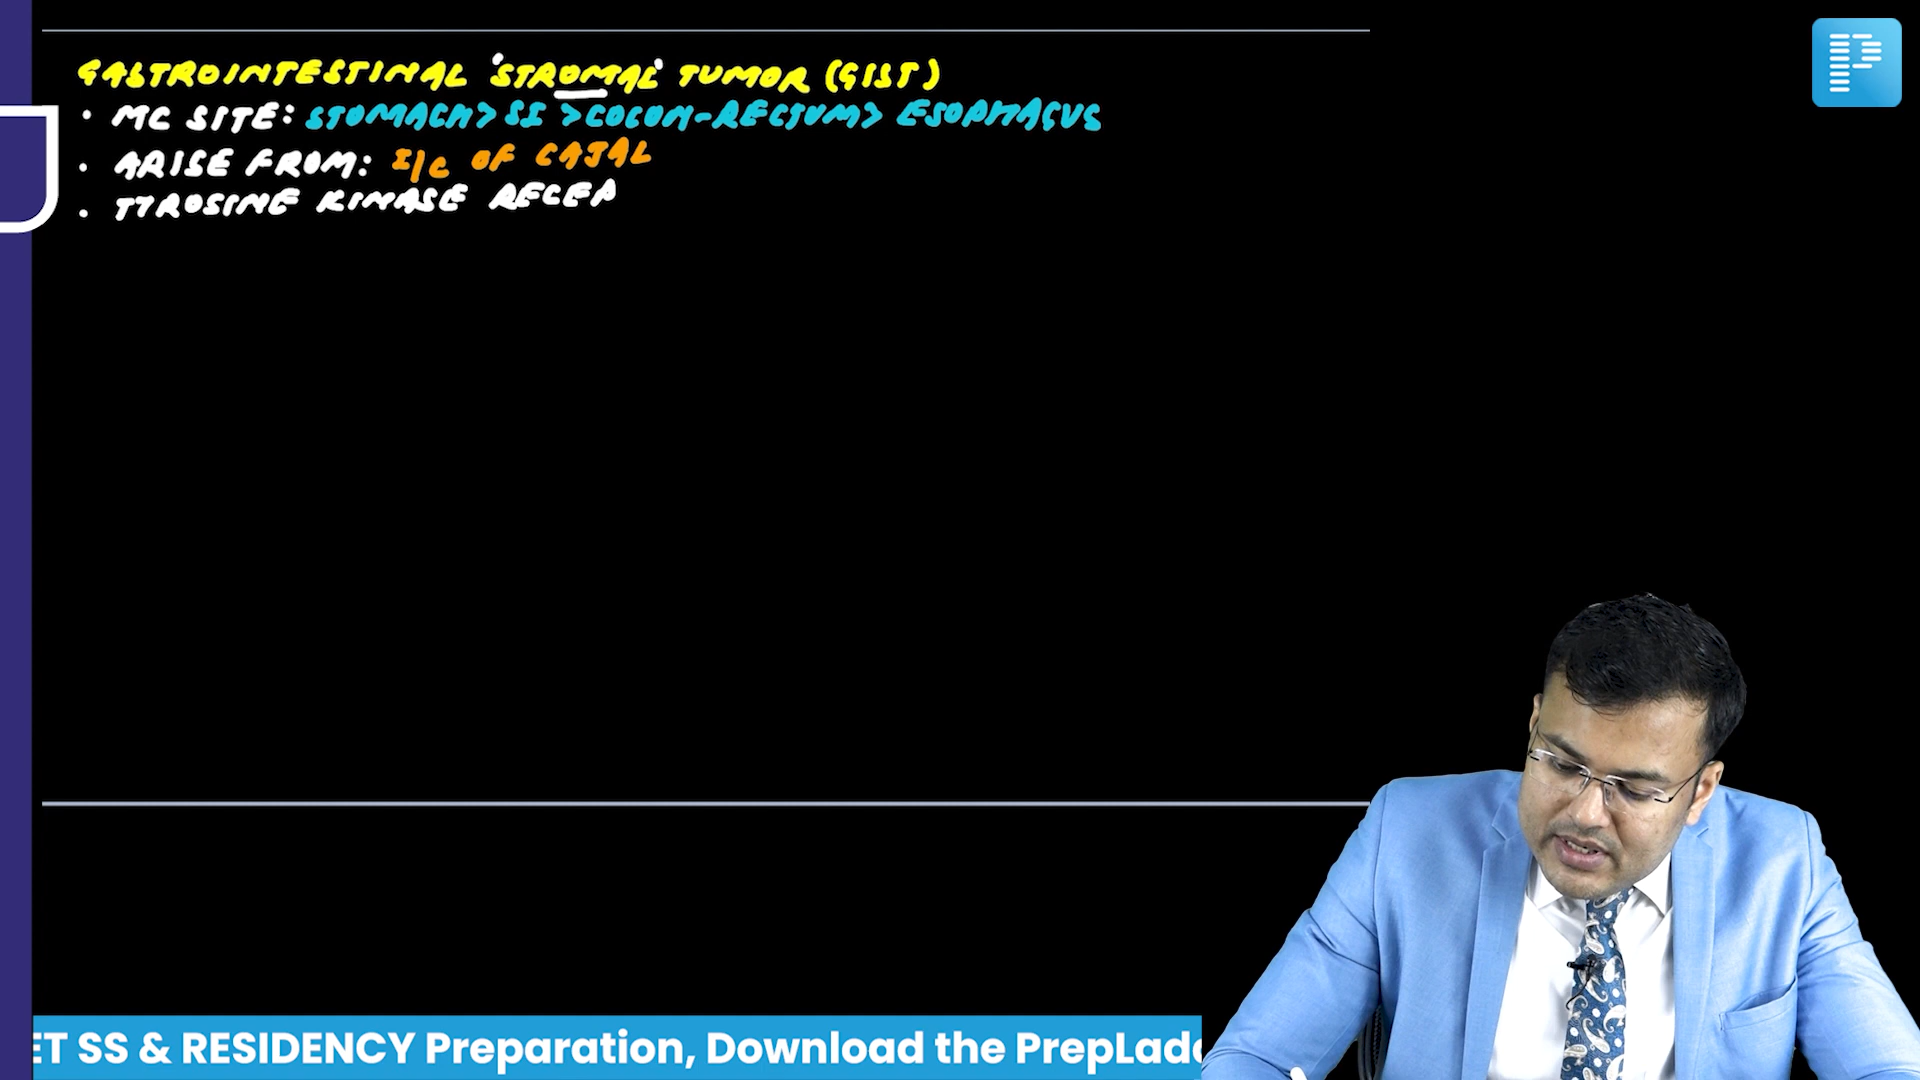 GASTROINTESTINAL 'STROMAL' TUMOR (GIST)
• MC SITE: STOMACH > SI > COLON-RECTUM > ESOPHAGUS
• ARISE FROM: I/C OF CAJAL
• TYROSINE KINASE RECEP
ET SS & RESIDENCY Preparation, Download the PrepLad